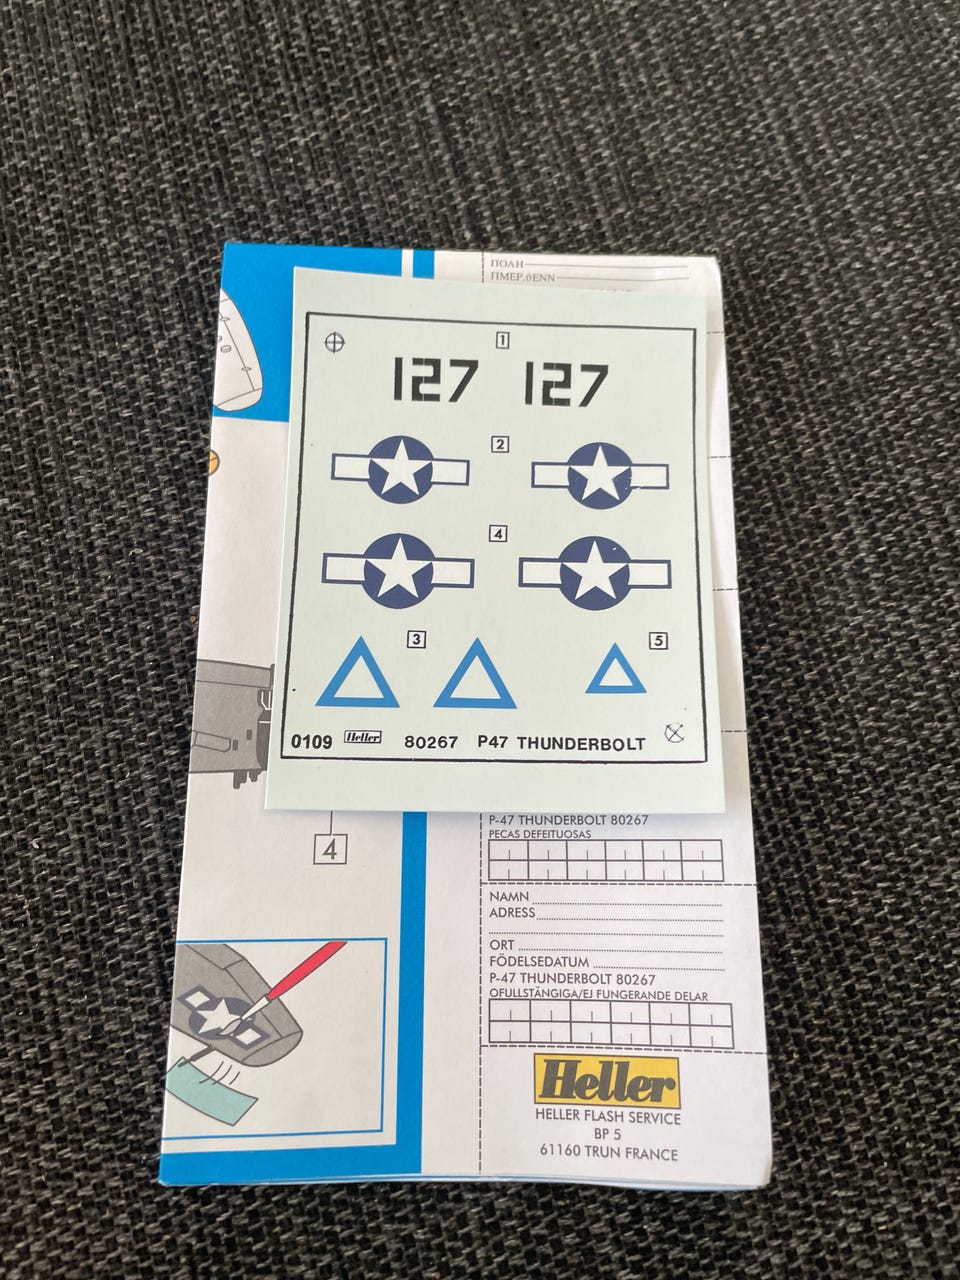 ΠΟΛΗ
ΠΜΕΡ.θΕΝΝ
1
127 127
2
4
3
5
0109 Heller 80267 P47 THUNDERBOLT
4
P-47 THUNDERBOLT 80267
PECAS DEFEITUOSAS
NAMN
ADRESS
ORT
FÖDELSEDATUM
P-47 THUNDERBOLT 80267
OFULLSTÄNGIGA/EJ FUNGERANDE DELAR
Heller
HELLER FLASH SERVICE
BP 5
61160 TRUN FRANCE